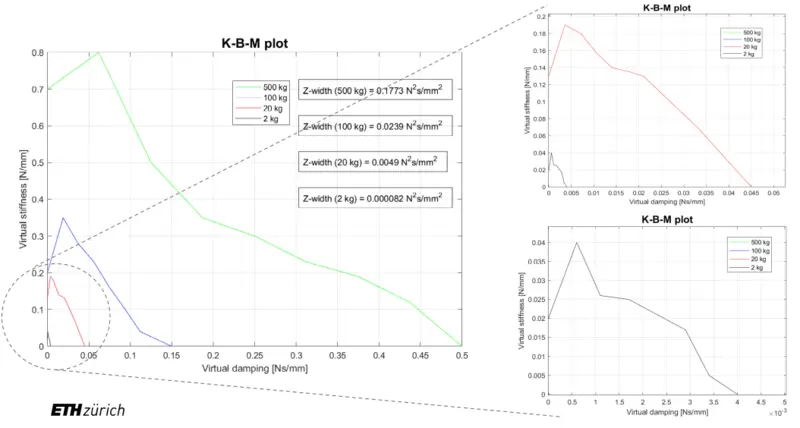 K-B-M plot
Virtual stiffness [N/mm]
0.8
0.7
0.6
0.5
0.4
0.3
0.2
0.1
0
0 0.05 0.1 0.15 0.2 0.25 0.3 0.35 0.4 0.45 0.5
Virtual damping [Ns/mm]
500 kg
100 kg
20 kg
2 kg
Z-width (500 kg) = 0.1773 N²s/mm²
Z-width (100 kg) = 0.0239 N²s/mm²
Z-width (20 kg) = 0.0049 N²s/mm²
Z-width (2 kg) = 0.000082 N²s/mm²
ETH zürich
K-B-M plot
Virtual stiffness [N/mm]
0.2
0.18
0.16
0.14
0.12
0.1
0.08
0.06
0.04
0.02
0
0 0.005 0.01 0.015 0.02 0.025 0.03 0.035 0.04 0.045 0.05
Virtual damping [Ns/mm]
500 kg
100 kg
20 kg
2 kg
K-B-M plot
Virtual stiffness [N/mm]
0.04
0.035
0.03
0.025
0.02
0.015
0.01
0.005
0
0 0.5 1 1.5 2 2.5 3 3.5 4 4.5 5
×10⁻³
Virtual damping [Ns/mm]
500 kg
100 kg
20 kg
2 kg